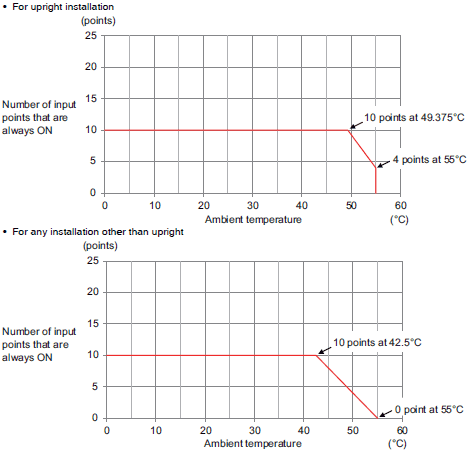 • For upright installation
(points)
25
20
15
10
5
0
Number of input
points that are
always ON
10 points at 49.375°C
4 points at 55°C
0 10 20 30 40 50 60
Ambient temperature (°C)
• For any installation other than upright
(points)
25
20
15
10
5
0
Number of input
points that are
always ON
10 points at 42.5°C
0 point at 55°C
0 10 20 30 40 50 60
Ambient temperature (°C)